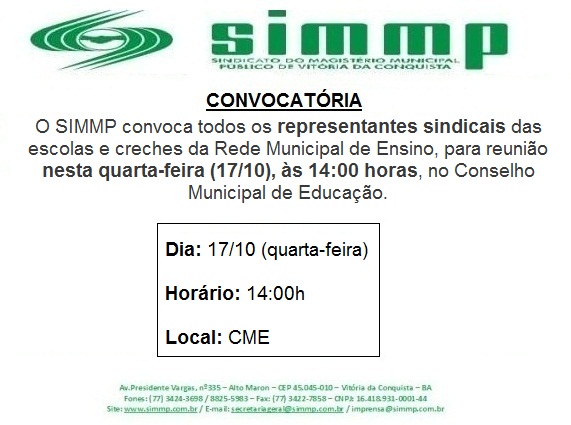 simmp
SINDICATO DO MAGISTÉRIO MUNICIPAL
PÚBLICO DE VITÓRIA DA CONQUISTA
CONVOCATÓRIA
O SIMMP convoca todos os representantes sindicais das
escolas e creches da Rede Municipal de Ensino, para reunião
nesta quarta-feira (17/10), às 14:00 horas, no Conselho
Municipal de Educação.
Dia: 17/10 (quarta-feira)
Horário: 14:00h
Local: CME
Av.Presidente Vargas, nº335 – Alto Maron – CEP 45.045-010 – Vitória da Conquista – BA
Fones: (77) 3424-3698 / 8825-5983 – Fax: (77) 3422-7858 – CNPJ: 16.418.931-0001-44
Site: www.simmp.com.br / E-mail: secretariageral@simmp.com.br / imprensa@simmp.com.br